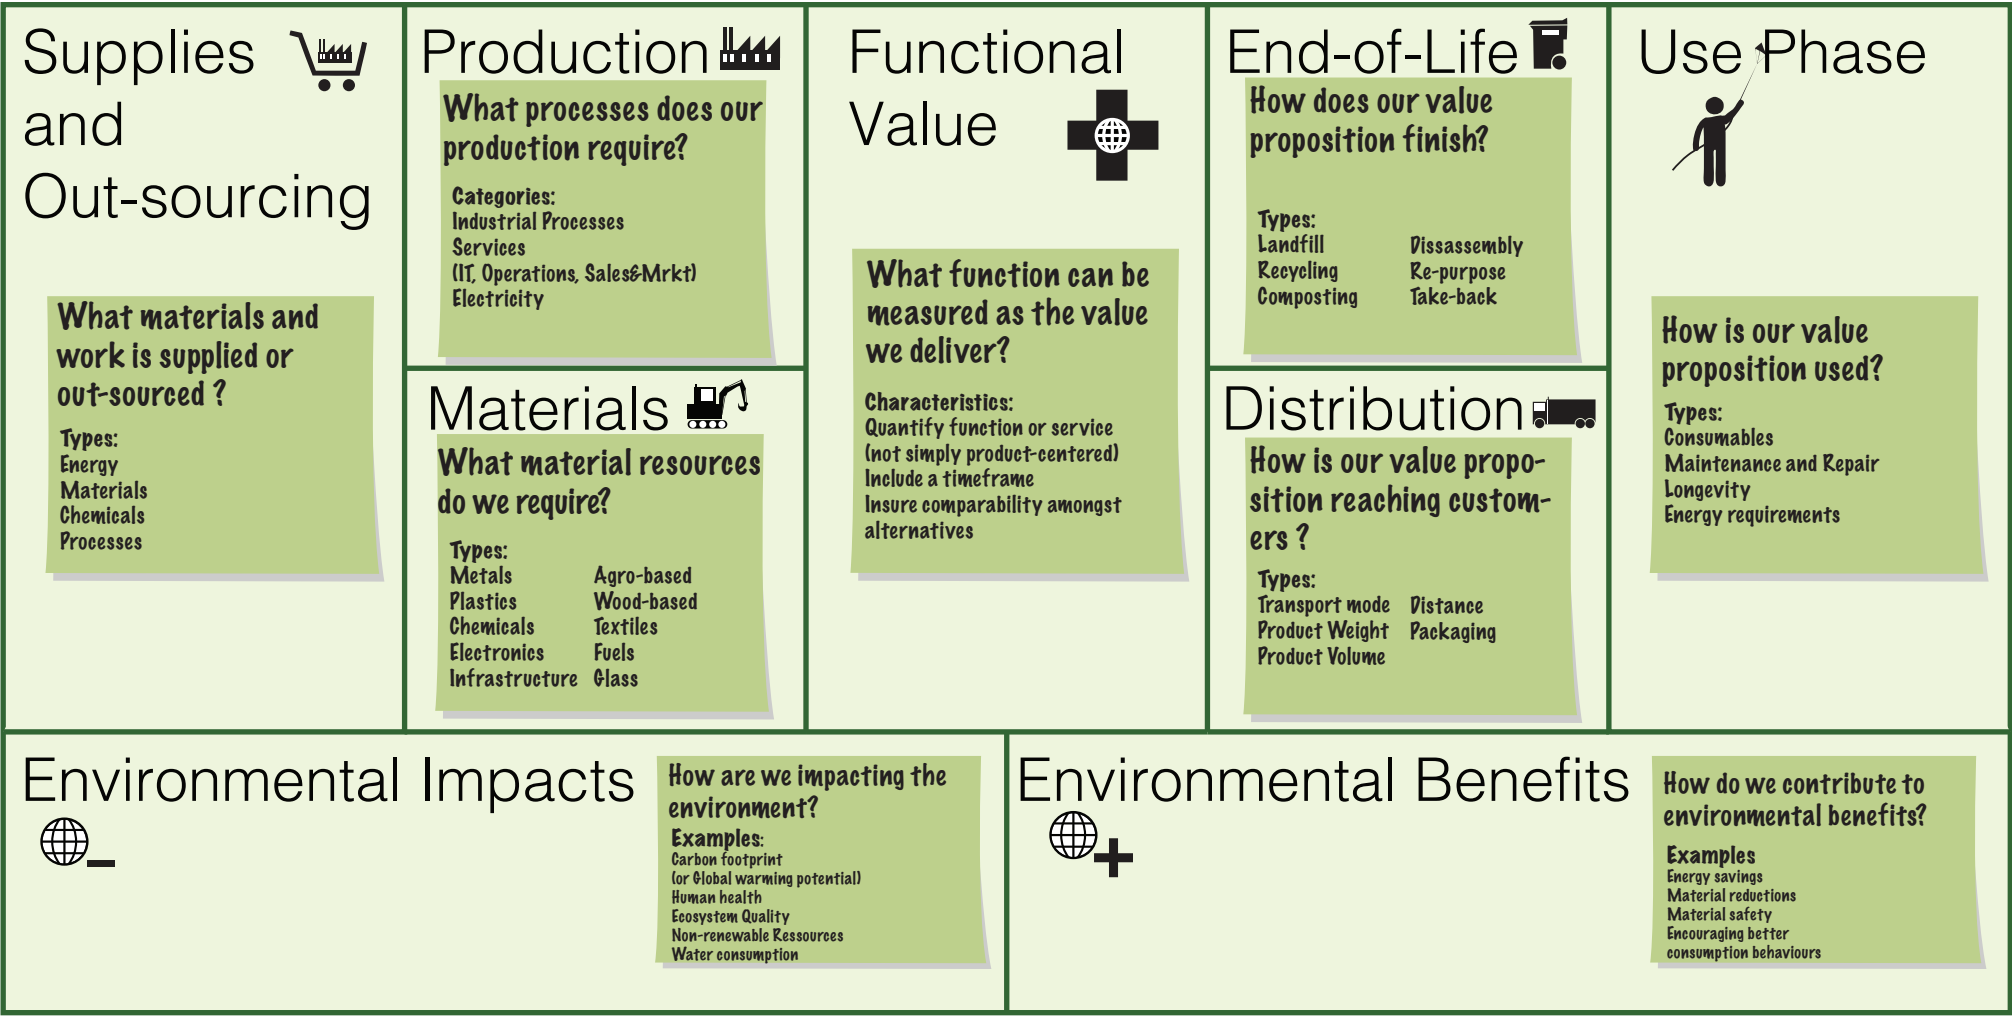 Supplies
and
Out-sourcing
What materials and
work is supplied or
out-sourced ?
Types:
Energy
Materials
Chemicals
Processes
Production
What processes does our
production require?
Categories:
Industrial Processes
Services
(IT, Operations, Sales&Mrkt)
Electricity
Materials
What material resources
do we require?
Types:
Metals
Plastics
Chemicals
Electronics
Infrastructure
Agro-based
Wood-based
Textiles
Fuels
Glass
Functional
Value
What function can be
measured as the value
we deliver?
Characteristics:
Quantify function or service
(not simply product-centered)
Include a timeframe
Insure comparability amongst
alternatives
End-of-Life
How does our value
proposition finish?
Types:
Landfill
Recycling
Composting
Dissassembly
Re-purpose
Take-back
Distribution
How is our value propo-
sition reaching custom-
ers ?
Types:
Transport mode
Product Weight
Product Volume
Distance
Packaging
Use Phase
How is our value
proposition used?
Types:
Consumables
Maintenance and Repair
Longevity
Energy requirements
Environmental Impacts
How are we impacting the
environment?
Examples:
Carbon footprint
(or Global warming potential)
Human health
Ecosystem Quality
Non-renewable Ressources
Water consumption
Environmental Benefits
How do we contribute to
environmental benefits?
Examples
Energy savings
Material reductions
Material safety
Encouraging better
consumption behaviours